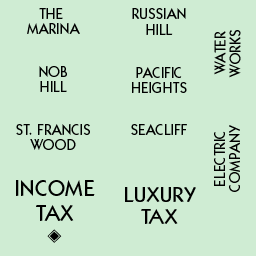 THE
MARINA
RUSSIAN
HILL
WATER
WORKS
NOB
HILL
PACIFIC
HEIGHTS
ST. FRANCIS
WOOD
SEACLIFF
ELECTRIC
COMPANY
INCOME
TAX
LUXURY
TAX